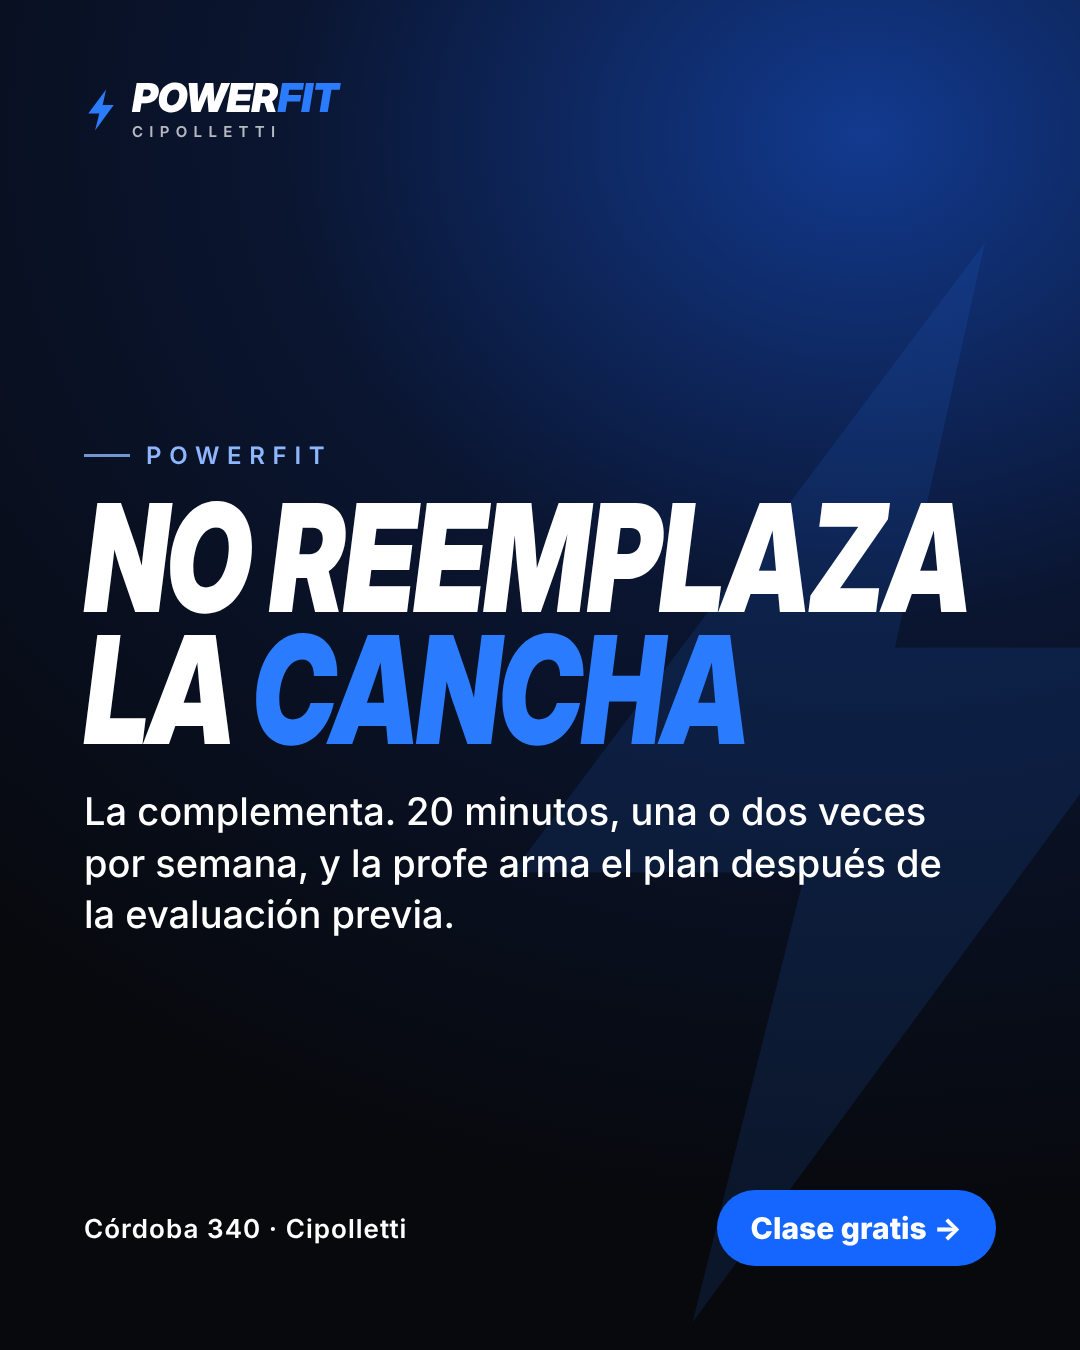 POWERFIT
CIPOLLETTI
POWERFIT
NO REEMPLAZA
LA CANCHA
La complementa. 20 minutos, una o dos veces
por semana, y la profe arma el plan después de
la evaluación previa.
Córdoba 340 · Cipolletti
Clase gratis →